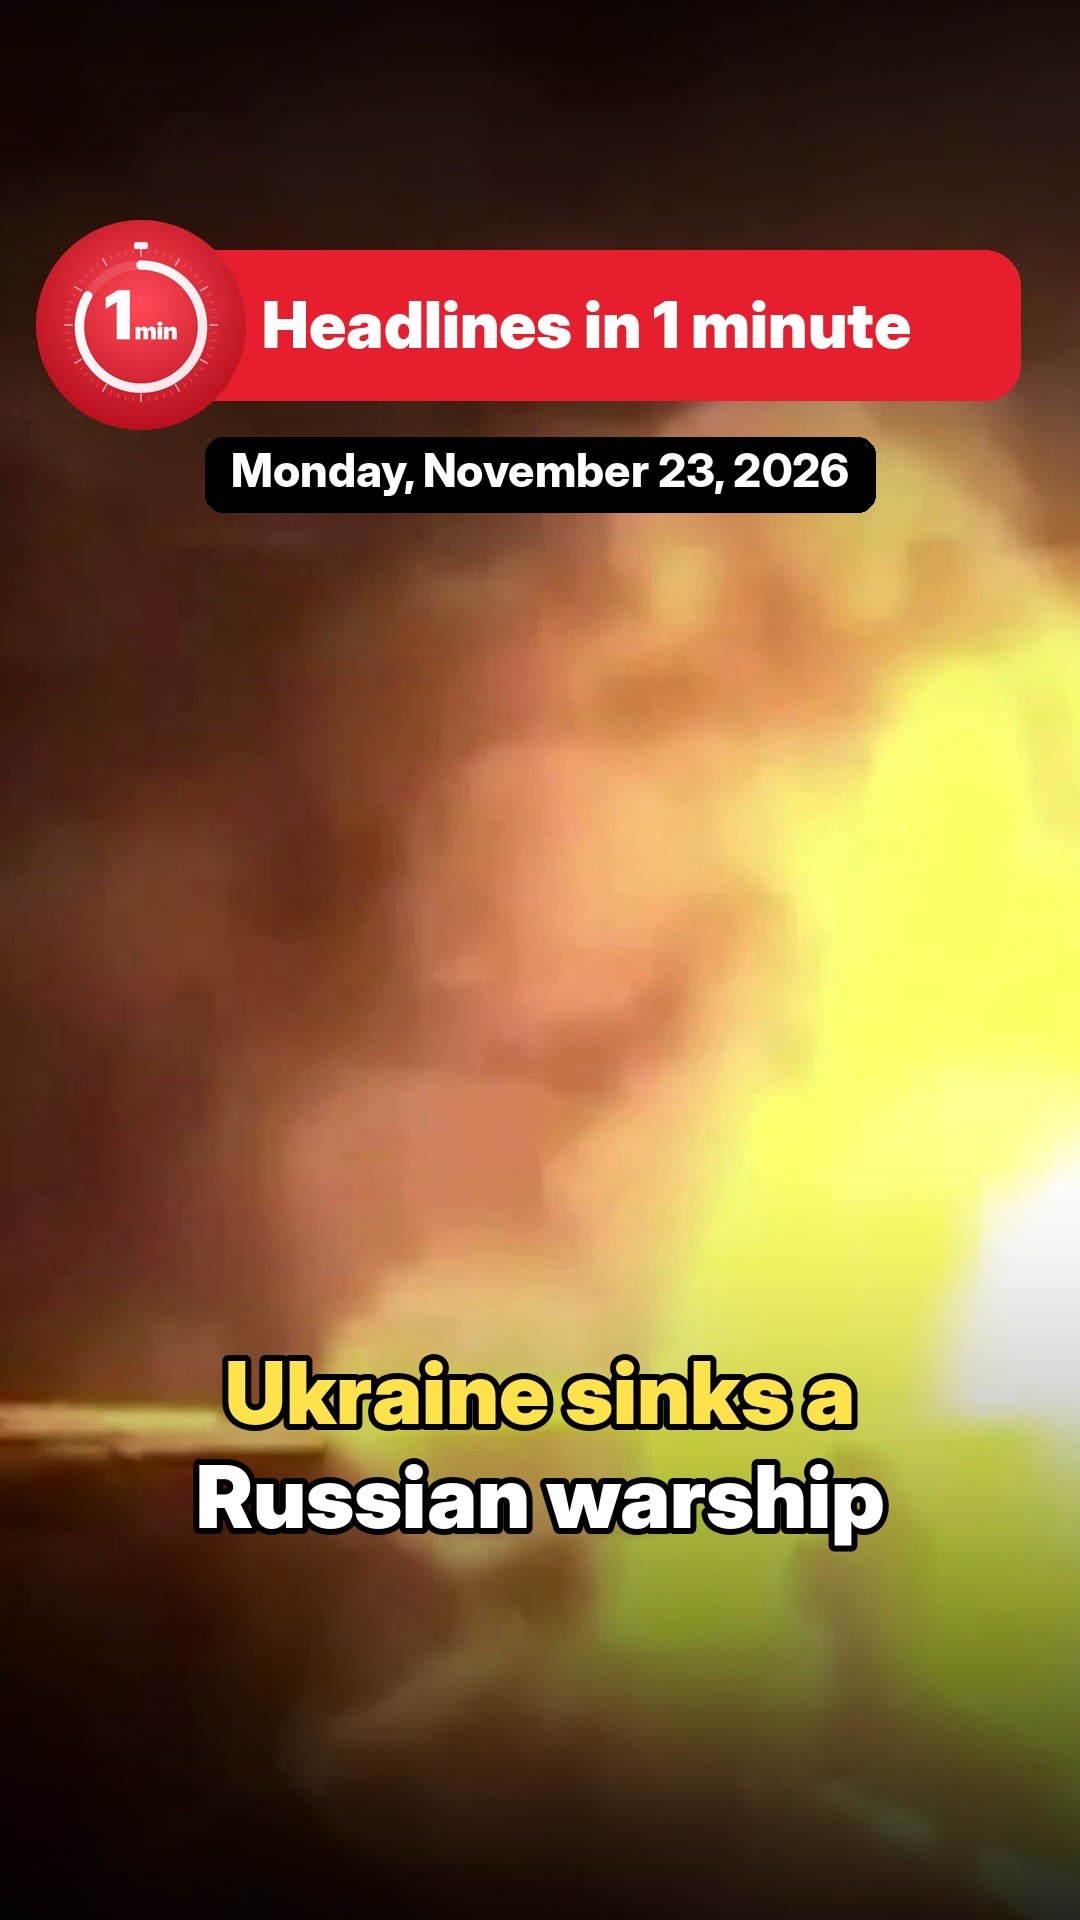 1min
Headlines in 1 minute
Monday, November 23, 2026
Ukraine sinks a
Russian warship